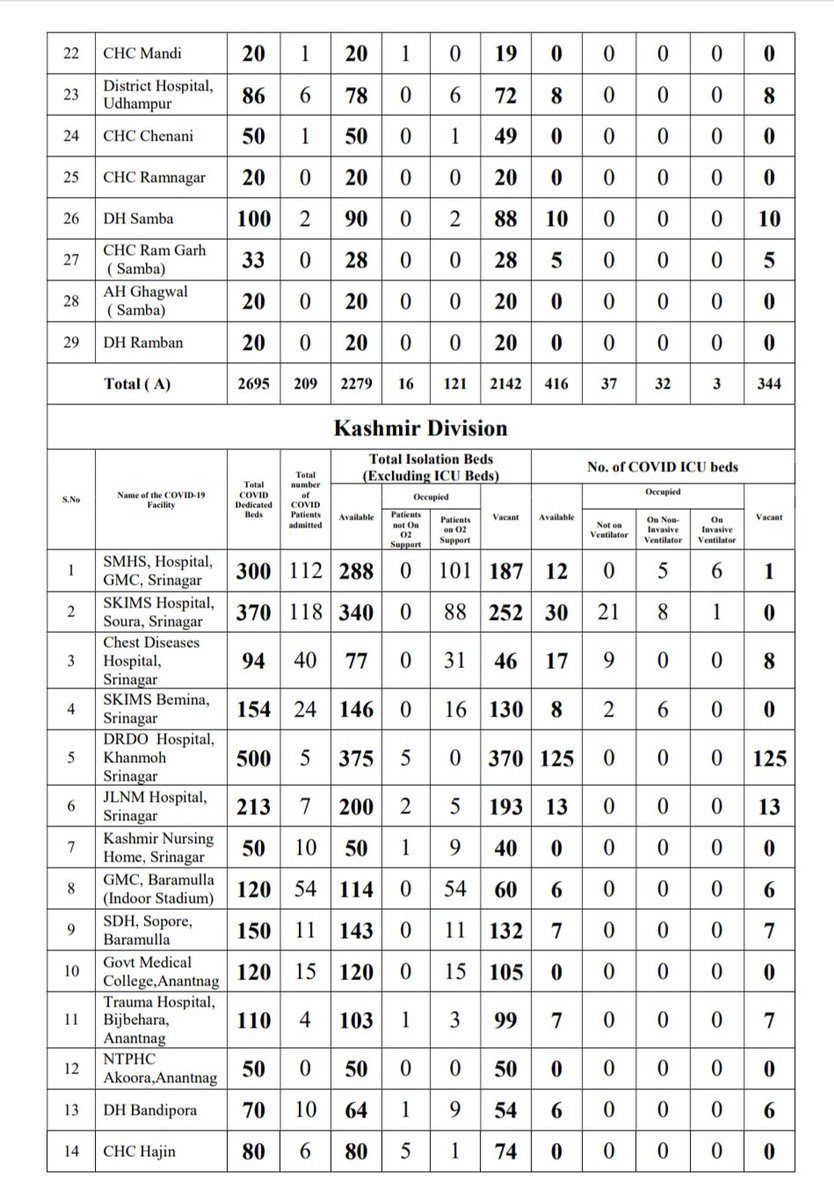 22 CHC Mandi 20 1 20 1 0 19 0 0 0 0 0
23 District Hospital, Udhampur 86 6 78 0 6 72 8 0 0 0 8
24 CHC Chenani 50 1 50 0 1 49 0 0 0 0 0
25 CHC Ramnagar 20 0 20 0 0 20 0 0 0 0 0
26 DH Samba 100 2 90 0 2 88 10 0 0 0 10
27 CHC Ram Garh ( Samba) 33 0 28 0 0 28 5 0 0 0 5
28 AH Ghagwal ( Samba) 20 0 20 0 0 20 0 0 0 0 0
29 DH Ramban 20 0 20 0 0 20 0 0 0 0 0
Total ( A) 2695 209 2279 16 121 2142 416 37 32 3 344
Kashmir Division
S.No Name of the COVID-19 Facility Total COVID Dedicated Beds Total number of COVID Patients admitted Total Isolation Beds (Excluding ICU Beds) No. of COVID ICU beds
Available Occupied Vacant Available Occupied Vacant
Patients not On O2 Support Patients on O2 Support Not on Ventilator On Non-Invasive Ventilator On Invasive Ventilator
1 SMHS, Hospital, GMC, Srinagar 300 112 288 0 101 187 12 0 5 6 1
2 SKIMS Hospital, Soura, Srinagar 370 118 340 0 88 252 30 21 8 1 0
3 Chest Diseases Hospital, Srinagar 94 40 77 0 31 46 17 9 0 0 8
4 SKIMS Bemina, Srinagar 154 24 146 0 16 130 8 2 6 0 0
5 DRDO Hospital, Khanmoh Srinagar 500 5 375 5 0 370 125 0 0 0 125
6 JLNM Hospital, Srinagar 213 7 200 2 5 193 13 0 0 0 13
7 Kashmir Nursing Home, Srinagar 50 10 50 1 9 40 0 0 0 0 0
8 GMC, Baramulla (Indoor Stadium) 120 54 114 0 54 60 6 0 0 0 6
9 SDH, Sopore, Baramulla 150 11 143 0 11 132 7 0 0 0 7
10 Govt Medical College,Anantnag 120 15 120 0 15 105 0 0 0 0 0
11 Trauma Hospital, Bijbehara, Anantnag 110 4 103 1 3 99 7 0 0 0 7
12 NTPHC Akoora,Anantnag 50 0 50 0 0 50 0 0 0 0 0
13 DH Bandipora 70 10 64 1 9 54 6 0 0 0 6
14 CHC Hajin 80 6 80 5 1 74 0 0 0 0 0